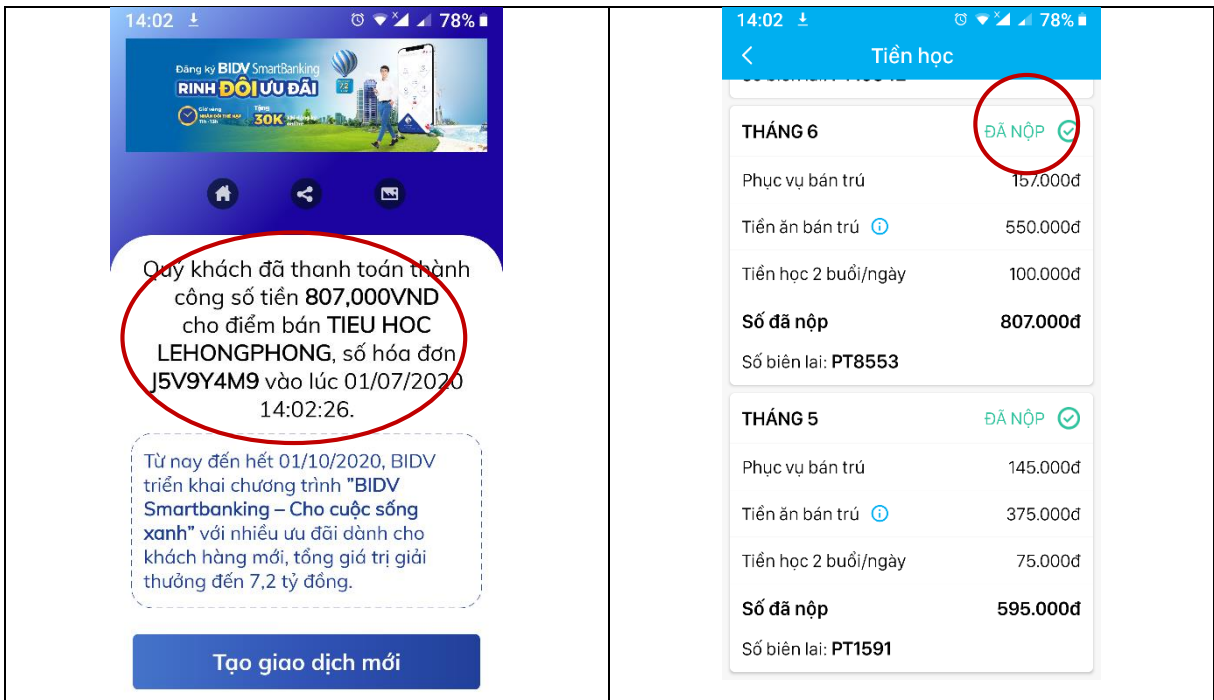 14:02
78%
Đăng ký BIDV SmartBanking
RINH ĐÔI ƯU ĐÃI
Giờ vàng
Tặng
30K
Quý khách đã thanh toán thành
công số tiền 807,000VND
cho điểm bán TIEU HOC
LEHONGPHONG, số hóa đơn
J5V9Y4M9 vào lúc 01/07/2020
14:02:26.
Từ nay đến hết 01/10/2020, BIDV
triển khai chương trình "BIDV
Smartbanking – Cho cuộc sống
xanh" với nhiều ưu đãi dành cho
khách hàng mới, tổng giá trị giải
thưởng đến 7,2 tỷ đồng.
Tạo giao dịch mới
14:02
78%
Tiền học
THÁNG 6 ĐÃ NỘP
Phục vụ bán trú 157.000đ
Tiền ăn bán trú 550.000đ
Tiền học 2 buổi/ngày 100.000đ
Số đã nộp 807.000đ
Số biên lai: PT8553
THÁNG 5 ĐÃ NỘP
Phục vụ bán trú 145.000đ
Tiền ăn bán trú 375.000đ
Tiền học 2 buổi/ngày 75.000đ
Số đã nộp 595.000đ
Số biên lai: PT1591